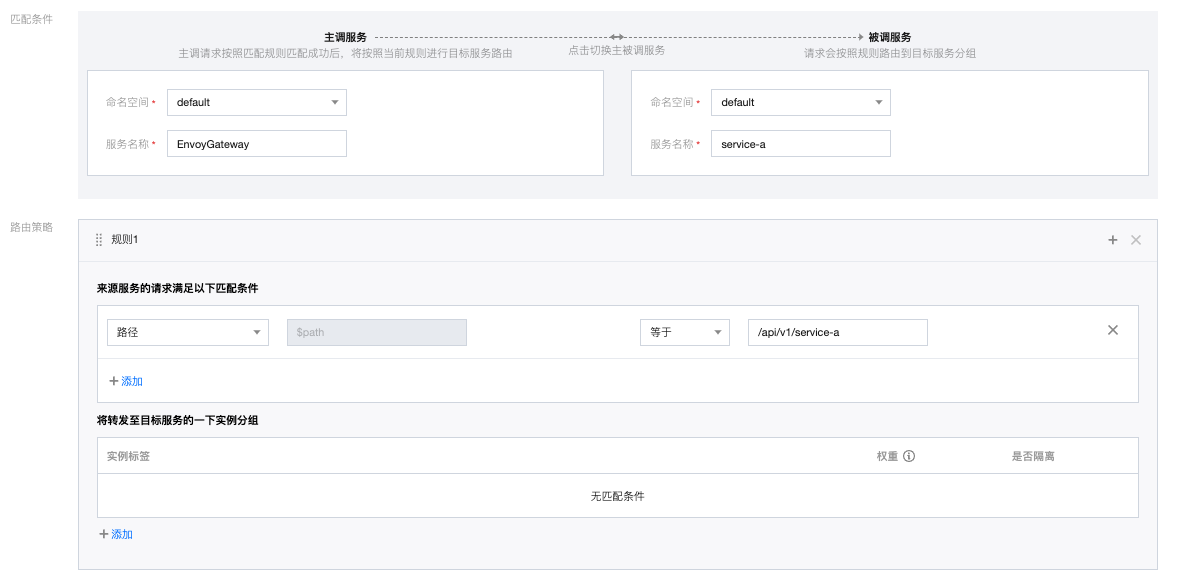 匹配条件
主调服务
被调服务
主调请求按照匹配规则匹配成功后，将按照当前规则进行目标服务路由
点击切换主被调服务
请求会按照规则路由到目标服务分组
命名空间 * default
命名空间 * default
服务名称 * EnvoyGateway
服务名称 * service-a
路由策略
规则1
来源服务的请求满足以下匹配条件
路径 $path 等于 /api/v1/service-a
添加
将转发至目标服务的一下实例分组
实例标签 权重 是否隔离
无匹配条件
添加